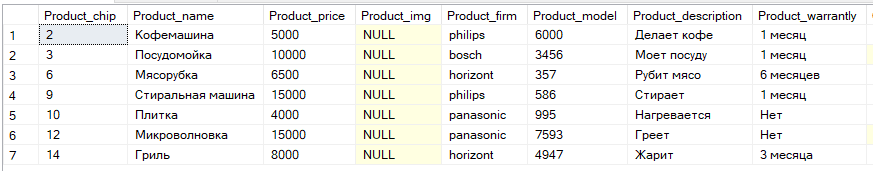 Product_chip Product_name Product_price Product_img Product_firm Product_model Product_description Product_warrantly
1 2 Кофемашина 5000 NULL philips 6000 Делает кофе 1 месяц
2 3 Посудомойка 10000 NULL bosch 3456 Моет посуду 1 месяц
3 6 Мясорубка 6500 NULL horizont 357 Рубит мясо 6 месяцев
4 9 Стиральная машина 15000 NULL philips 586 Стирает 1 месяц
5 10 Плитка 4000 NULL panasonic 995 Нагревается Нет
6 12 Микроволновка 15000 NULL panasonic 7593 Греет Нет
7 14 Гриль 8000 NULL horizont 4947 Жарит 3 месяца